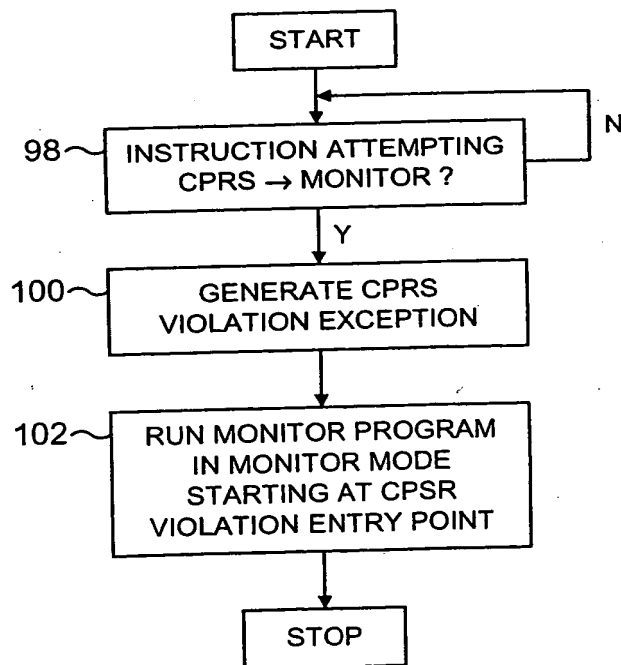 START
N
98
INSTRUCTION ATTEMPTING
CPRS → MONITOR ?
Y
100
GENERATE CPRS
VIOLATION EXCEPTION
102
RUN MONITOR PROGRAM
IN MONITOR MODE
STARTING AT CPSR
VIOLATION ENTRY POINT
STOP